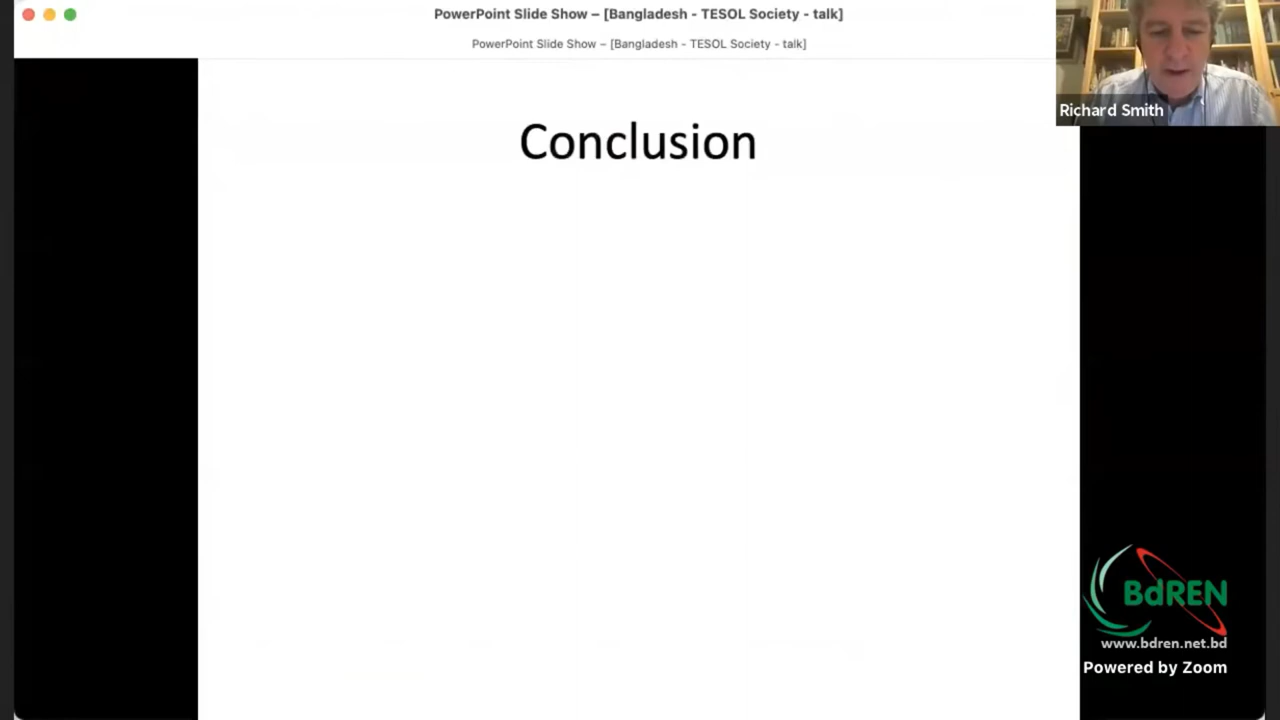 PowerPoint Slide Show – [Bangladesh - TESOL Society - talk]
PowerPoint Slide Show – [Bangladesh - TESOL Society - talk]
Richard Smith
Conclusion
BdREN
www.bdren.net.bd
Powered by Zoom